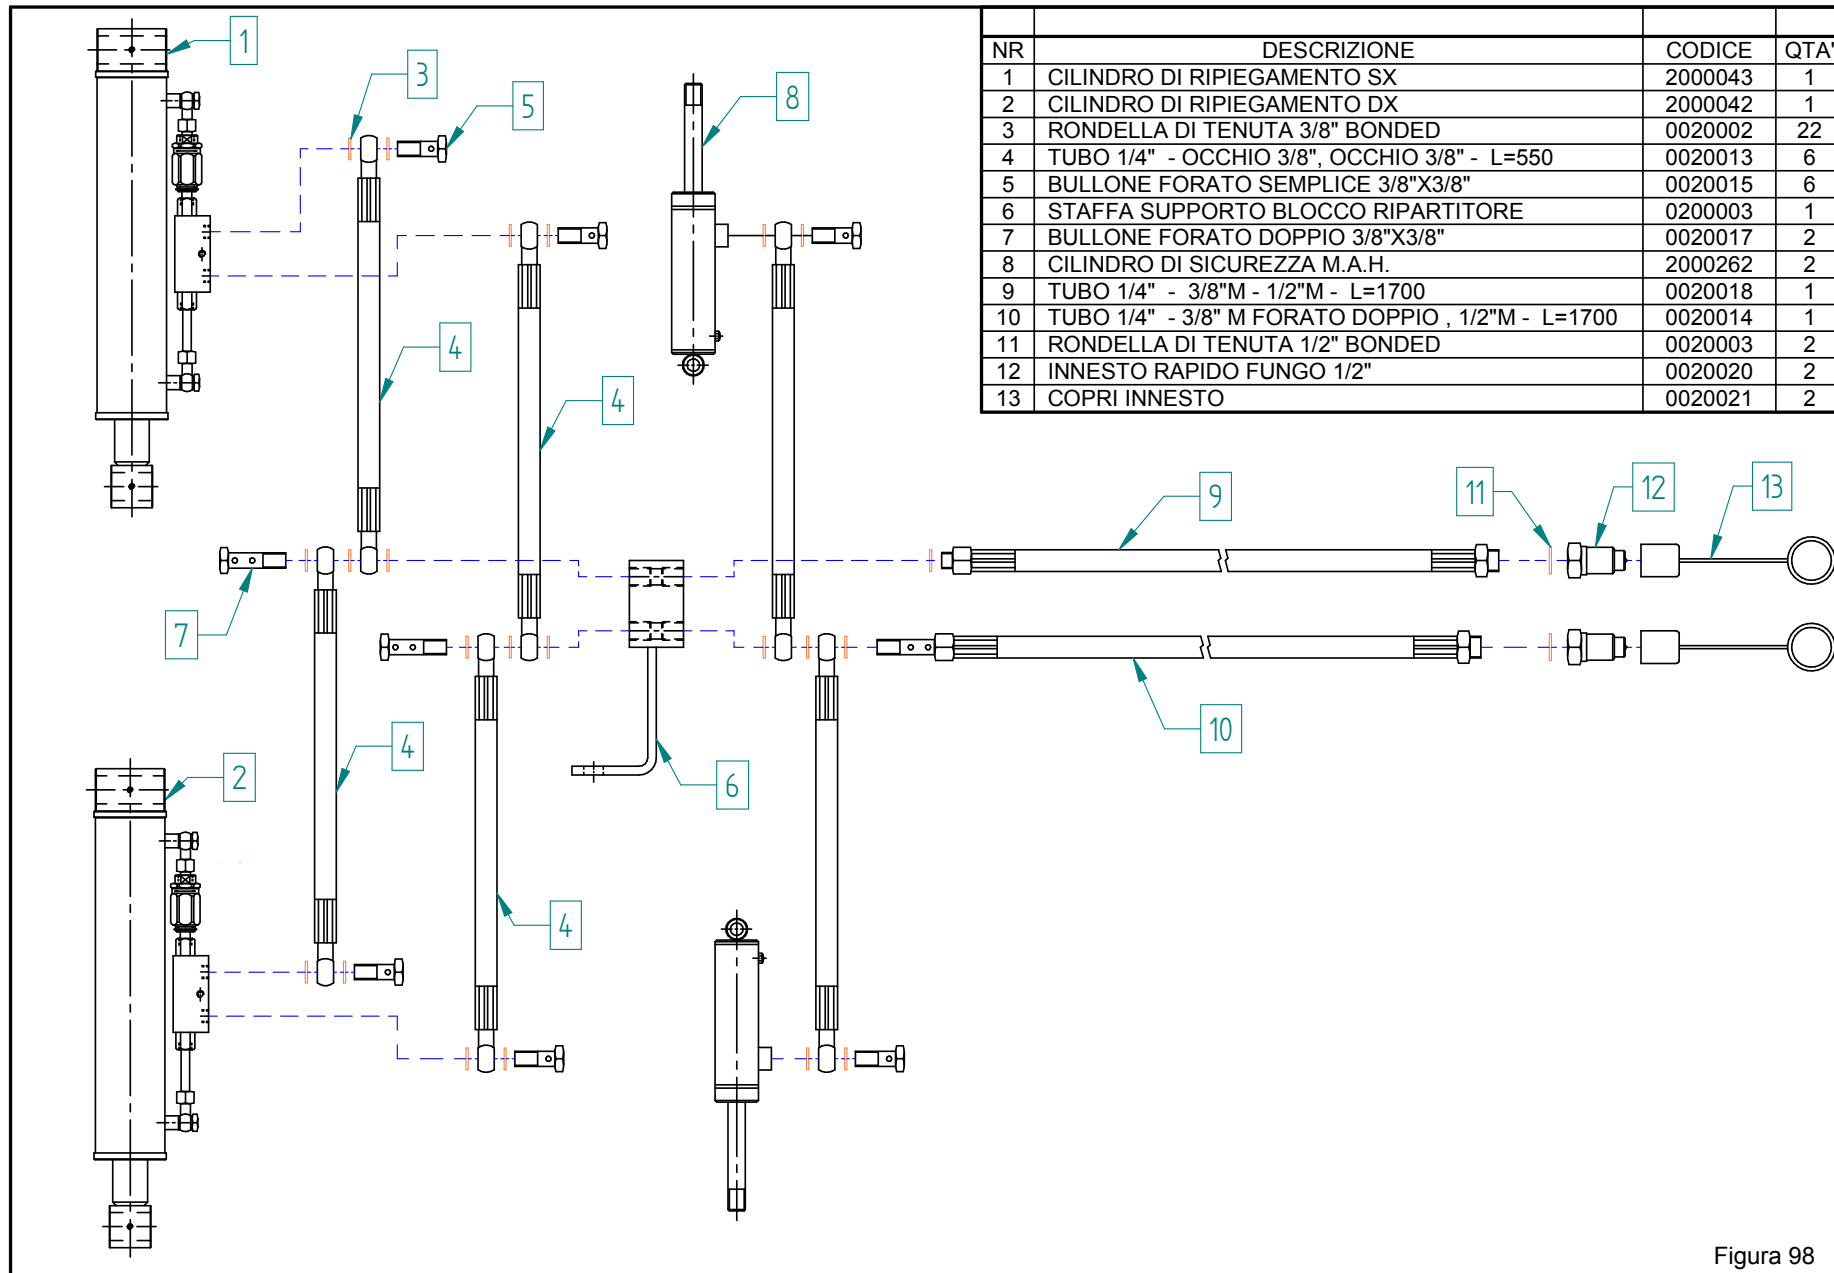 NR DESCRIZIONE CODICE QTA'
1 CILINDRO DI RIPIEGAMENTO SX 2000043 1
2 CILINDRO DI RIPIEGAMENTO DX 2000042 1
3 RONDELLA DI TENUTA 3/8" BONDED 0020002 22
4 TUBO 1/4" - OCCHIO 3/8", OCCHIO 3/8" - L=550 0020013 6
5 BULLONE FORATO SEMPLICE 3/8"X3/8" 0020015 6
6 STAFFA SUPPORTO BLOCCO RIPARTITORE 0200003 1
7 BULLONE FORATO DOPPIO 3/8"X3/8" 0020017 2
8 CILINDRO DI SICUREZZA M.A.H. 2000262 2
9 TUBO 1/4" - 3/8"M - 1/2"M - L=1700 0020018 1
10 TUBO 1/4" - 3/8" M FORATO DOPPIO , 1/2"M - L=1700 0020014 1
11 RONDELLA DI TENUTA 1/2" BONDED 0020003 2
12 INNESTO RAPIDO FUNGO 1/2" 0020020 2
13 COPRI INNESTO 0020021 2
1
3
5
8
4
4
9
11
12
13
7
10
4
2
6
4
Figura 98